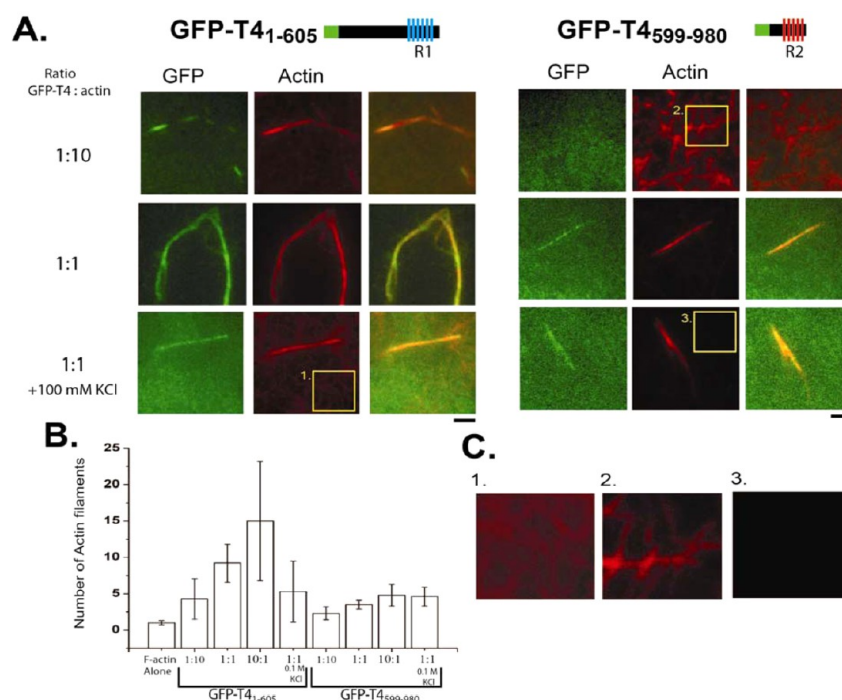 A.
GFP-T4₁₋₆₀₅
R1
GFP-T4₅₉₉₋₉₈₀
R2
Ratio
GFP-T4 : actin
GFP
Actin
GFP
Actin
1:10
2.
1:1
1:1
+100 mM KCl
1.
3.
B.
Number of Actin filaments
25
20
15
10
5
0
F-actin
Alone
1:10
1:1
10:1
1:1
0.1 M
KCl
1:10
1:1
10:1
1:1
0.1 M
KCl
GFP-T4₁₋₆₀₅
GFP-T4₅₉₉₋₉₈₀
C.
1.
2.
3.